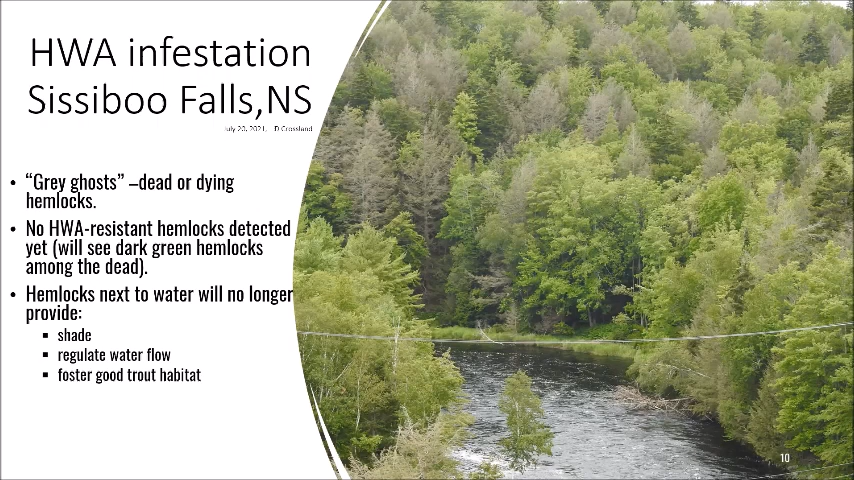 HWA infestation
Sissiboo Falls,NS
July 20, 2021, D Crossland
• "Grey ghosts" –dead or dying
hemlocks.
• No HWA-resistant hemlocks detected
yet (will see dark green hemlocks
among the dead).
• Hemlocks next to water will no longer
provide:
▪ shade
▪ regulate water flow
▪ foster good trout habitat
10